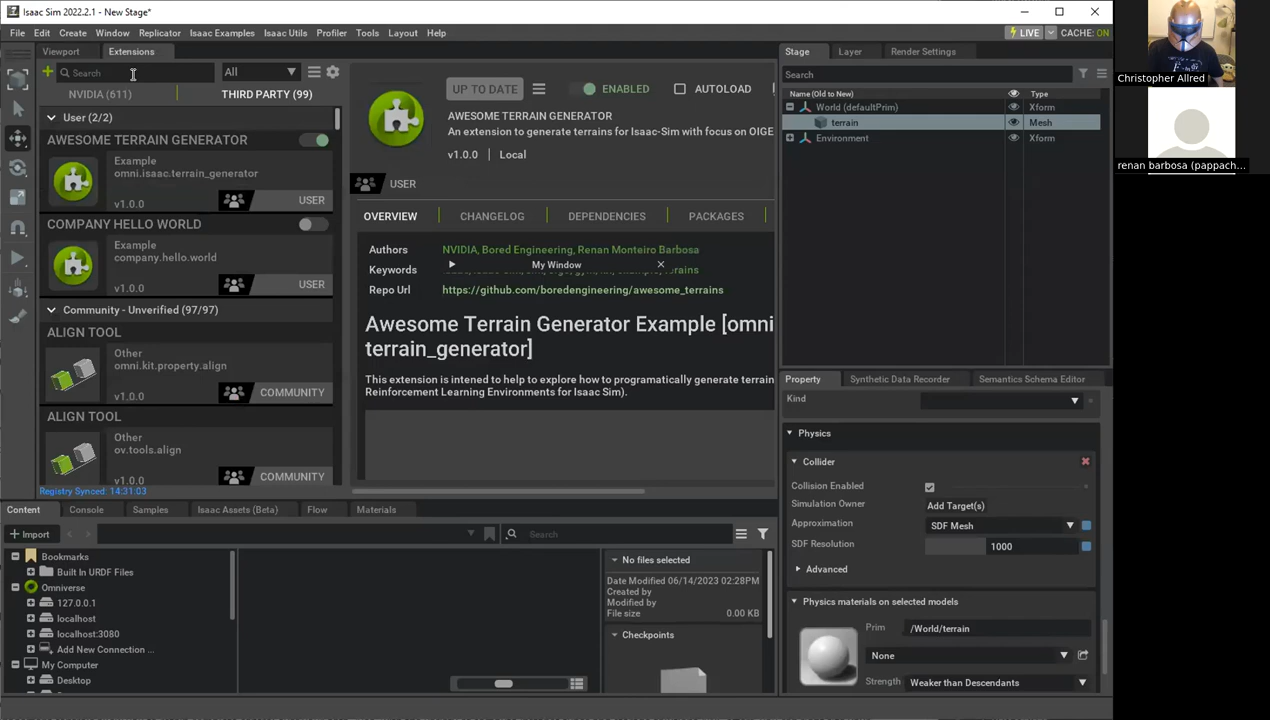 Isaac Sim 2022.2.1 - New Stage*
File Edit Create Window Replicator Isaac Examples Isaac Utils Profiler Tools Layout Help
LIVE CACHE: ON
Viewport Extensions
Search
All
NVIDIA (611) THIRD PARTY (99)
User (2/2)
AWESOME TERRAIN GENERATOR
Example
omni.isaac.terrain_generator
v1.0.0
USER
COMPANY HELLO WORLD
Example
company.hello.world
v1.0.0
USER
Community - Unverified (97/97)
ALIGN TOOL
Other
omni.kit.property.align
v1.0.0
COMMUNITY
ALIGN TOOL
Other
ov.tools.align
v1.0.0
COMMUNITY
Registry Synced: 14:31:03
UP TO DATE
ENABLED
AUTOLOAD
AWESOME TERRAIN GENERATOR
An extension to generate terrains for Isaac-Sim with focus on OIGE
v1.0.0 Local
USER
OVERVIEW CHANGELOG DEPENDENCIES PACKAGES
Authors NVIDIA, Bored Engineering, Renan Monteiro Barbosa
My Window
Keywords
Repo Url https://github.com/boredengineering/awesome_terrains
Awesome Terrain Generator Example [omni
terrain_generator]
This extension is intened to help to explore how to programatically generate terrain
Reinforcement Learning Environments for Isaac Sim).
Stage Layer Render Settings
Search
Name (Old to New) Type
World (defaultPrim) Xform
terrain Mesh
Environment Xform
Property Synthetic Data Recorder Semantics Schema Editor
Kind
Physics
Collider
Collision Enabled
Simulation Owner Add Target(s)
Approximation SDF Mesh
SDF Resolution 1000
Advanced
Physics materials on selected models
Prim /World/terrain
None
Strength Weaker than Descendants
Content Console Samples Isaac Assets (Beta) Flow Materials
Import
Search
Bookmarks
Built In URDF Files
Omniverse
127.0.0.1
localhost
localhost:3080
Add New Connection ...
My Computer
Desktop
No files selected
Date Modified 06/14/2023 02:28PM
Created by
Modified by
File size 0.00 KB
Checkpoints
Christopher Allred
renan barbosa (pappach...